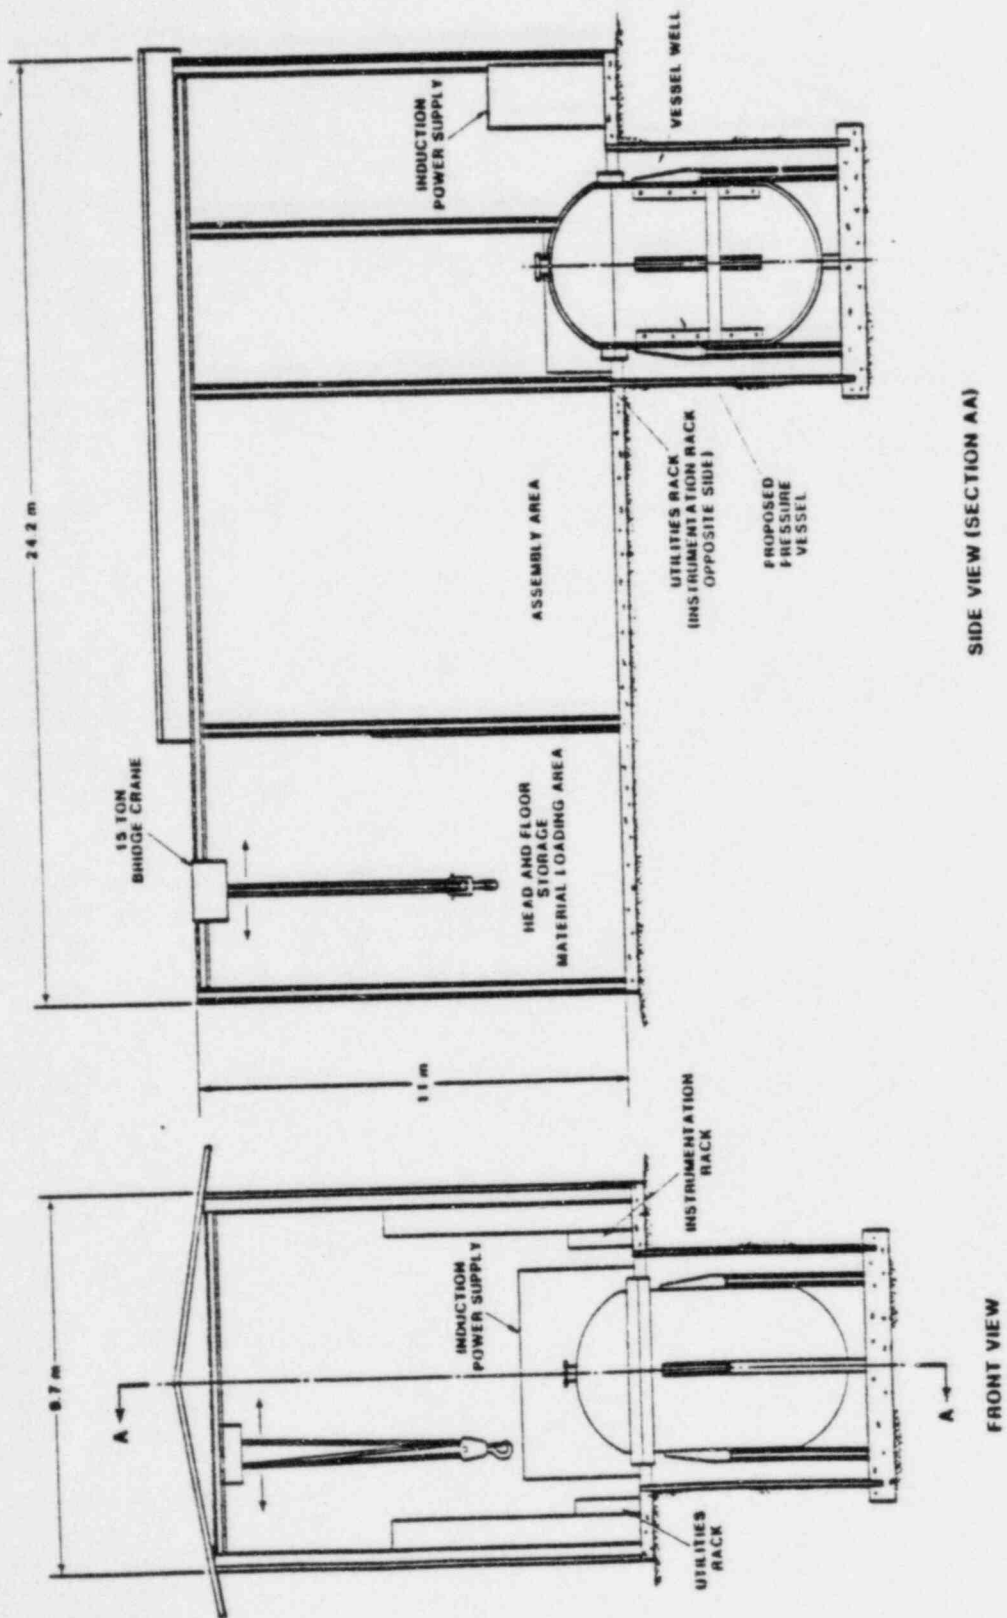 9.7 m
A
A
INDUCTION
POWER SUPPLY
UTILITIES
RACK
INSTRUMENTATION
RACK
FRONT VIEW
11 m
24.2 m
15 TON
BRIDGE CRANE
HEAD AND FLOOR
STORAGE
MATERIAL LOADING AREA
ASSEMBLY AREA
INDUCTION
POWER SUPPLY
VESSEL WELL
UTILITIES RACK
(INSTRUMENTATION RACK
OPPOSITE SIDE)
PROPOSED
PRESSURE
VESSEL
SIDE VIEW (SECTION AA)